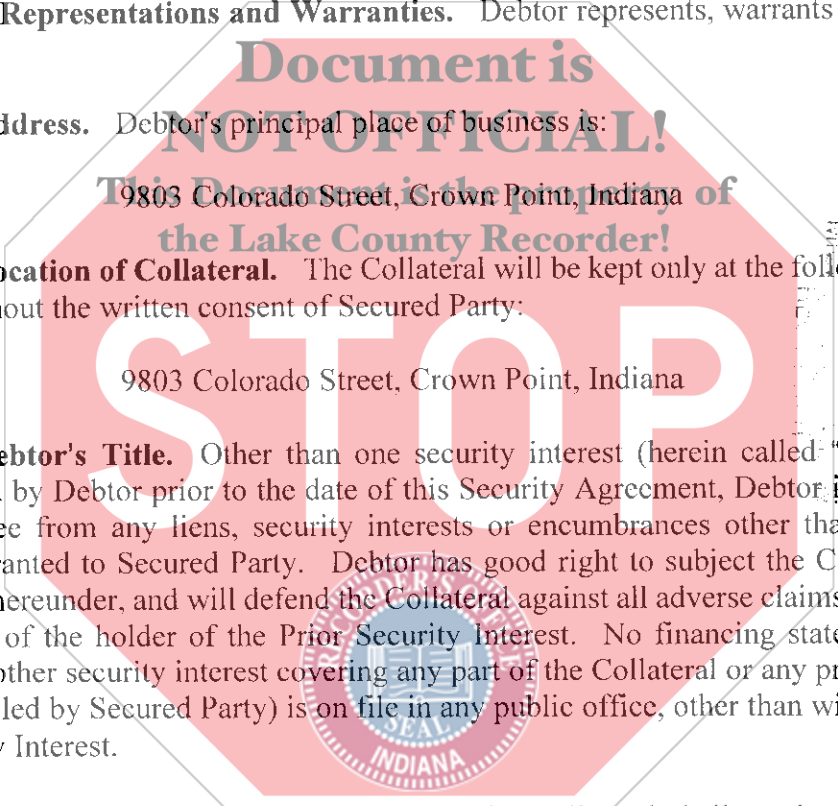 Representations and Warranties. Debtor represents, warrants
Document is
NOT OFFICIAL!
ddress. Debtor's principal place of business is:
This Document is the property of
9803 Colorado Street, Crown Point, Indiana
the Lake County Recorder!
ocation of Collateral. The Collateral will be kept only at the foll
out the written consent of Secured Party:
STOP
9803 Colorado Street, Crown Point, Indiana
ebtor's Title. Other than one security interest (herein called "
by Debtor prior to the date of this Security Agreement, Debtor i
ee from any liens, security interests or encumbrances other tha
anted to Secured Party. Debtor has good right to subject the C
hereunder, and will defend the Collateral against all adverse claims
of the holder of the Prior Security Interest. No financing state
other security interest covering any part of the Collateral or any pr
led by Secured Party) is on file in any public office, other than wi
Interest.
RECORDER'S OFFICE
SEAL
INDIANA